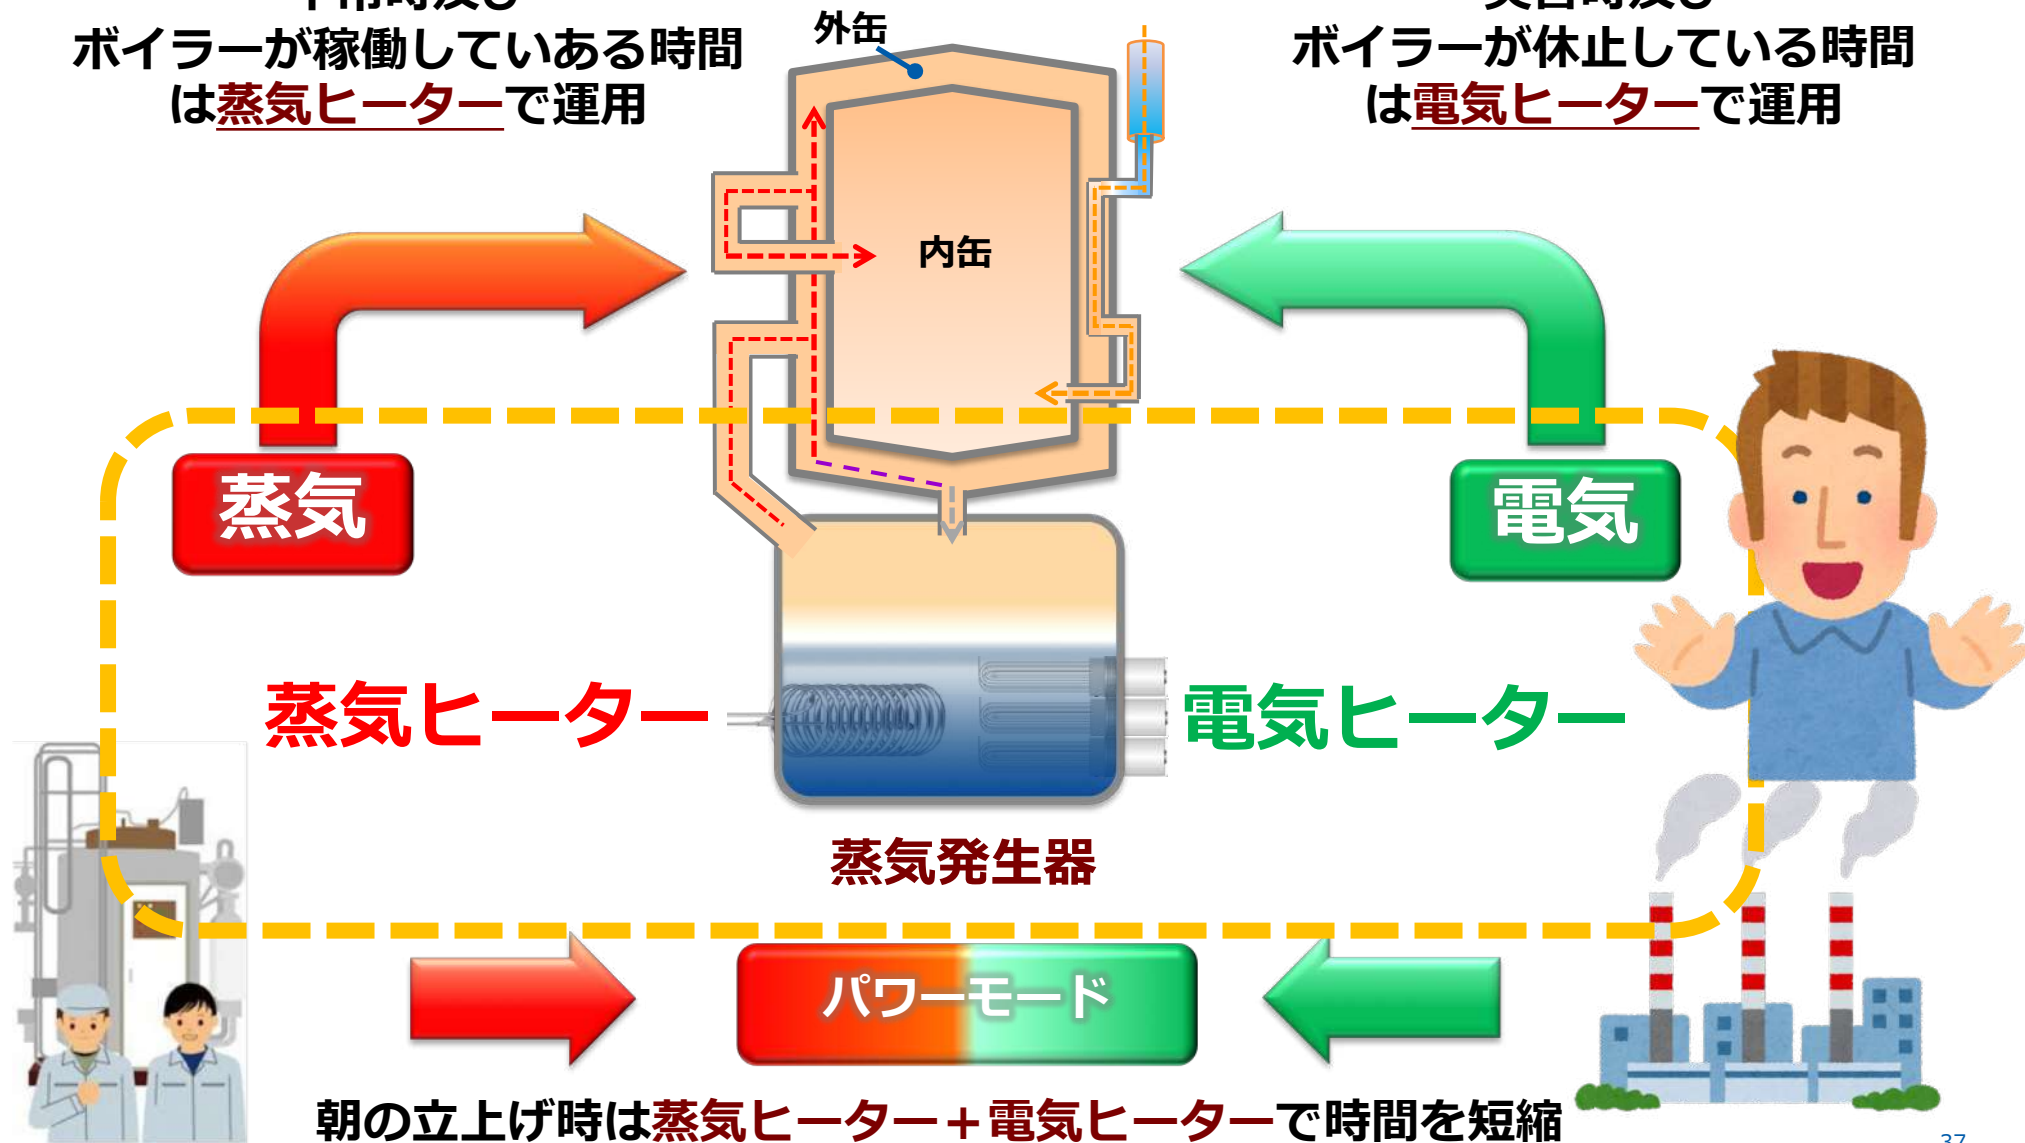 ボイラーが稼働していある時間
は蒸気ヒーターで運用
外缶
ボイラーが休止している時間
は電気ヒーターで運用
内缶
蒸気
電気
蒸気ヒーター
電気ヒーター
蒸気発生器
パワーモード
朝の立上げ時は蒸気ヒーター＋電気ヒーターで時間を短縮
37